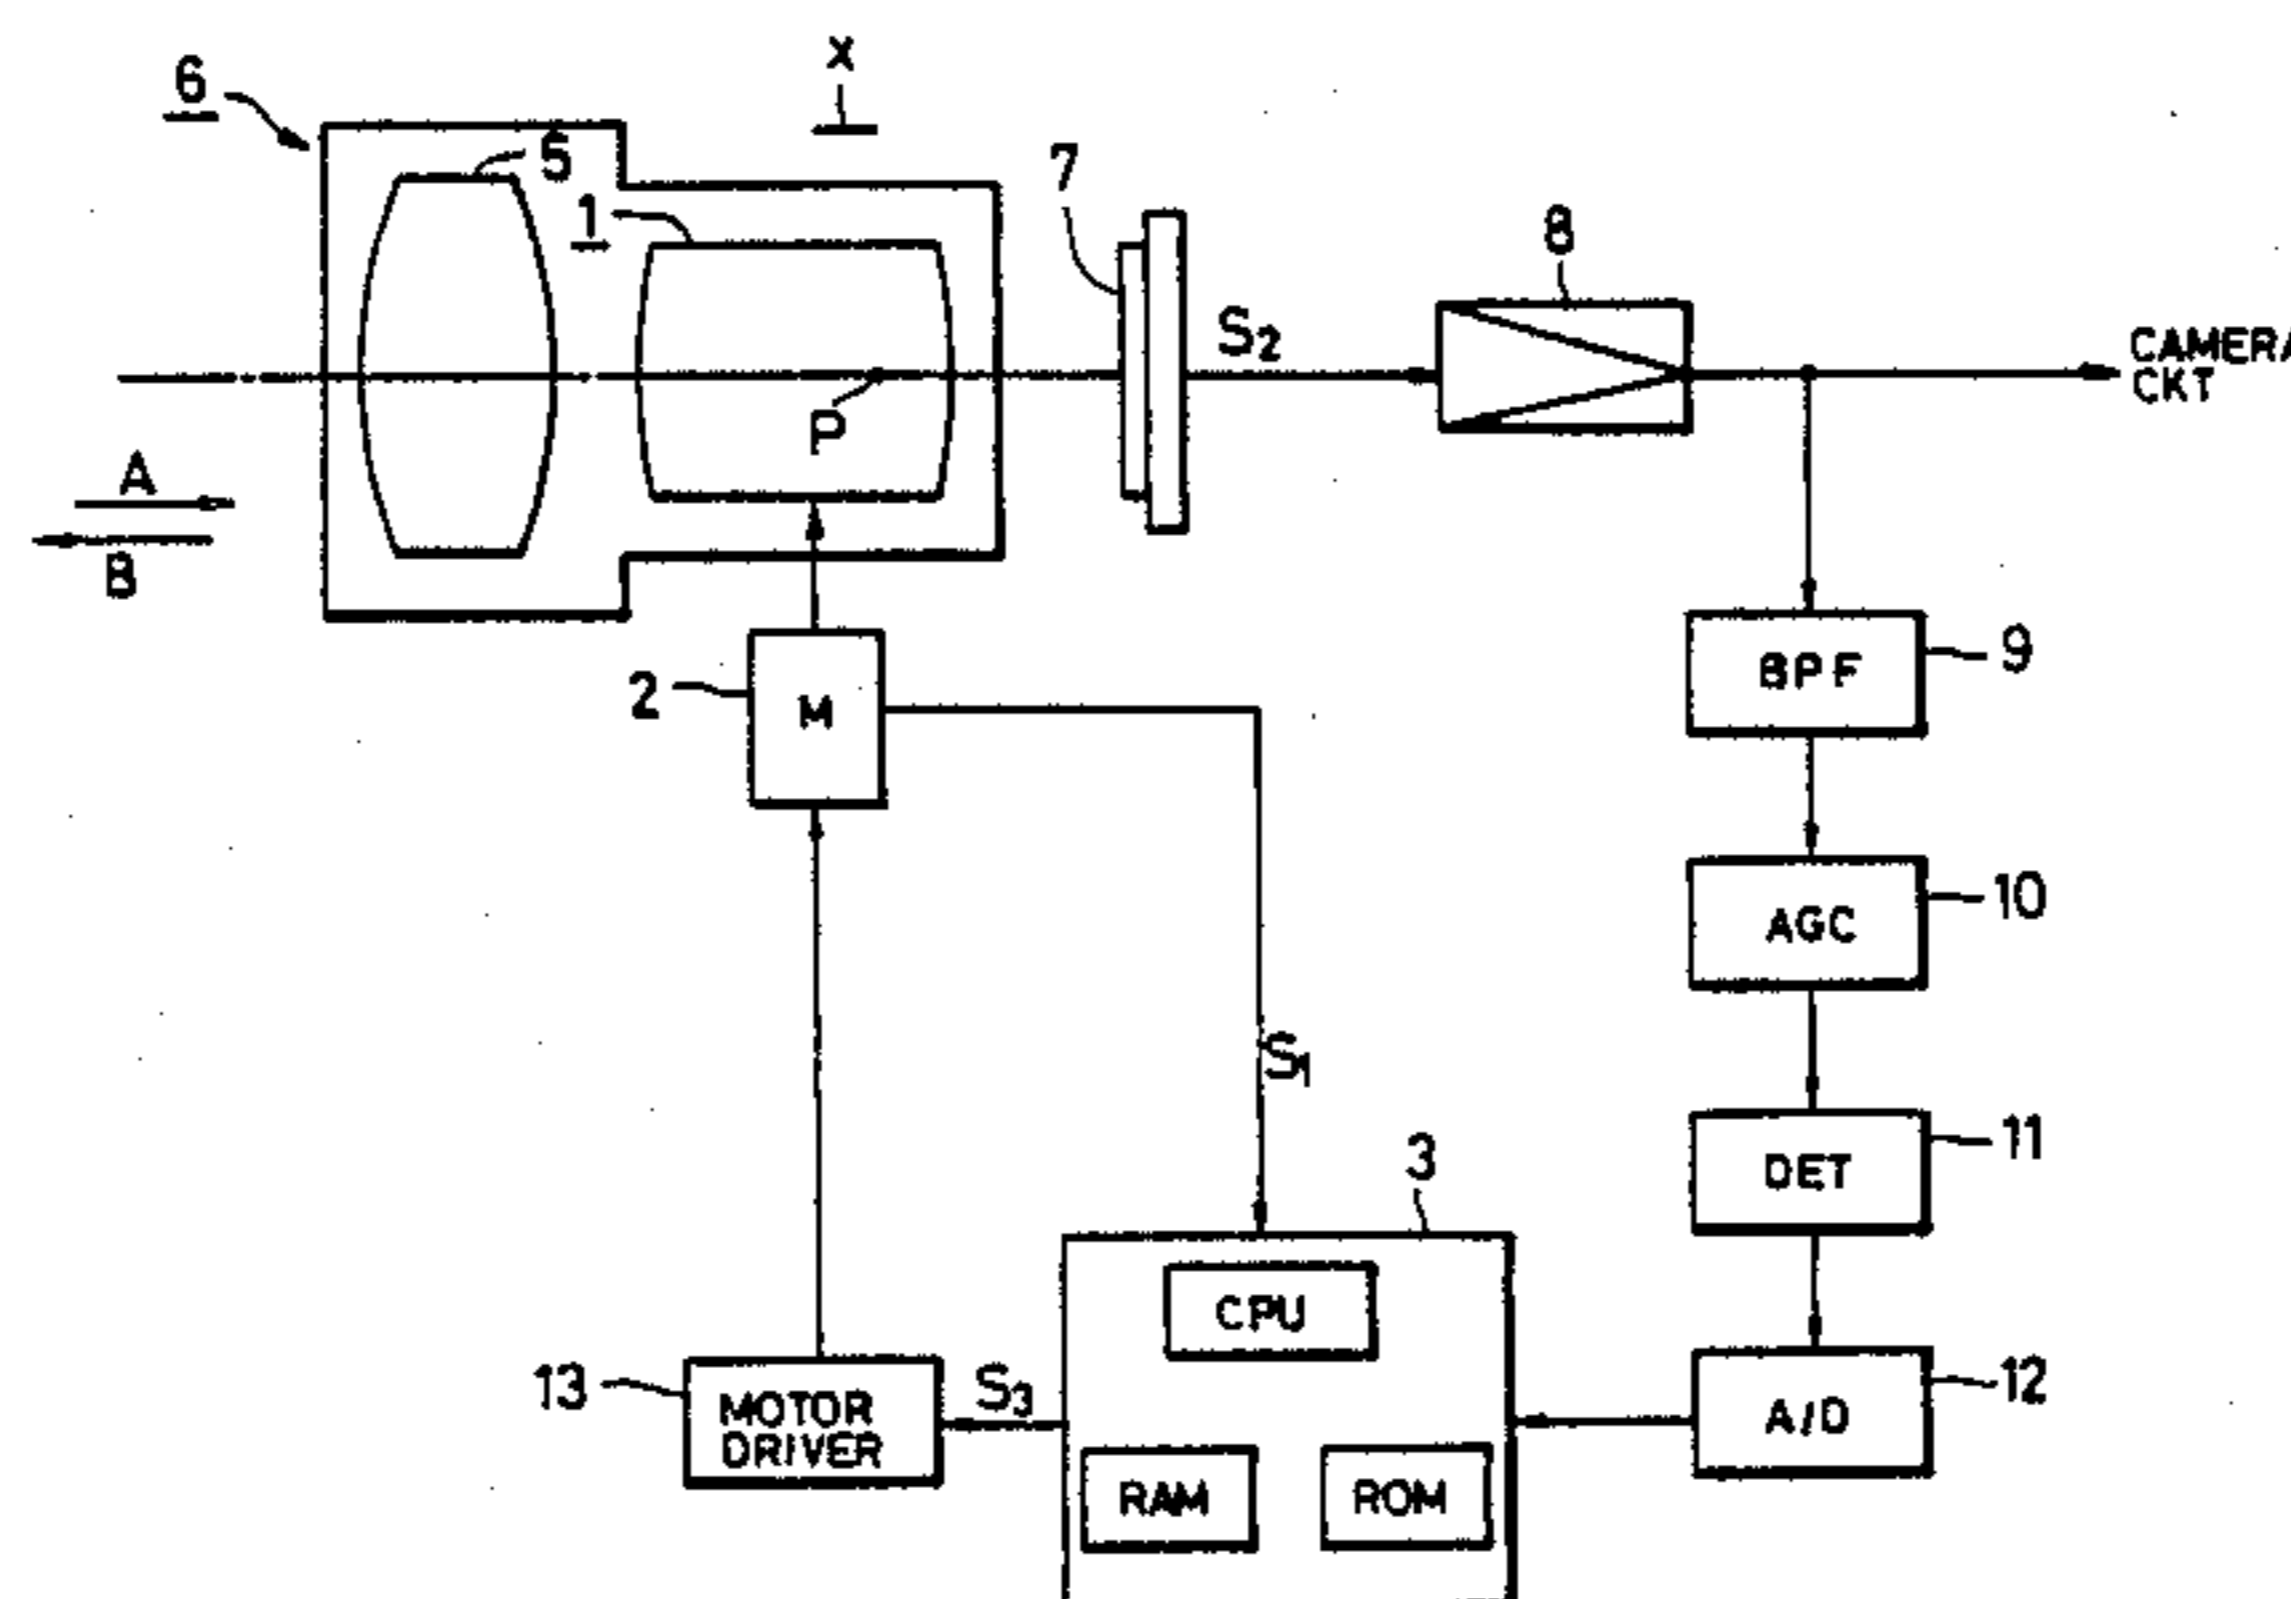 X
6
5
1
7
8
S2
CAMERA
CKT
P
A
B
2
M
BPF
9
AGC
10
S1
DET
11
3
CPU
13
MOTOR
DRIVER
S3
A/D
12
RAM
ROM